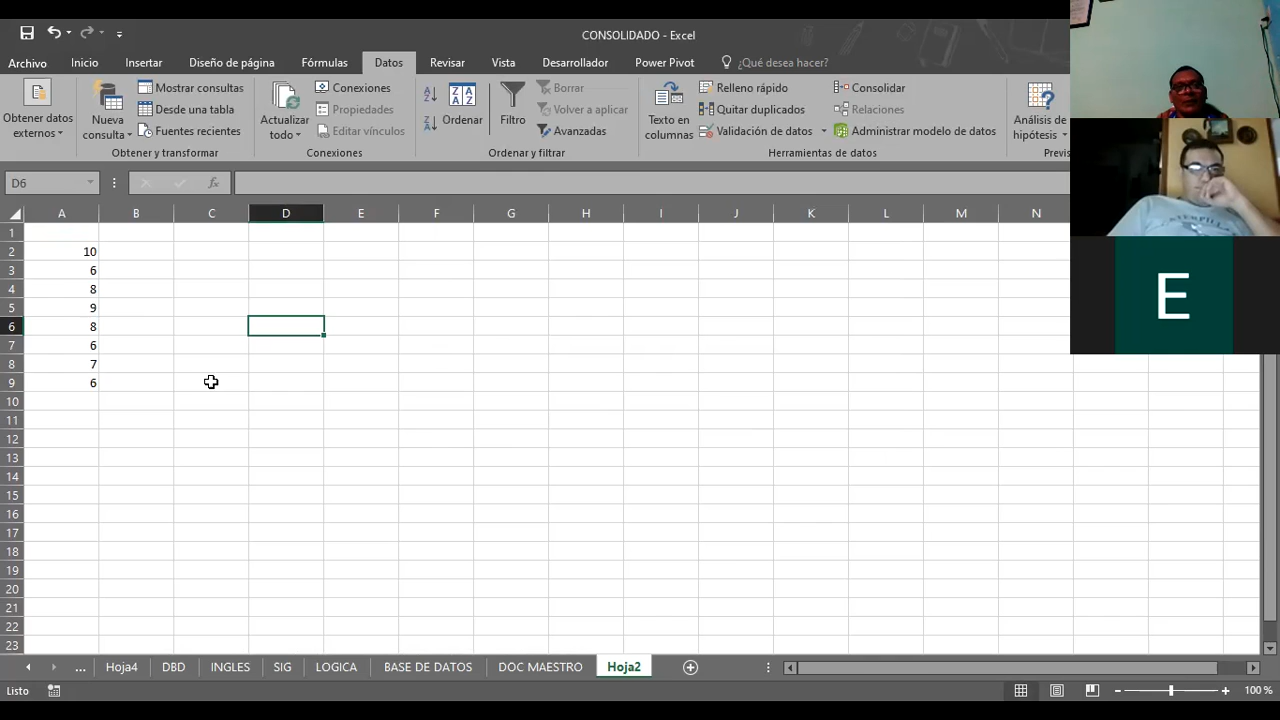 CONSOLIDADO - Excel
Archivo Inicio Insertar Diseño de página Fórmulas Datos Revisar Vista Desarrollador Power Pivot ¿Qué desea hacer?
Obtener datos externos
Nueva consulta
Mostrar consultas
Desde una tabla
Fuentes recientes
Obtener y transformar
Actualizar todo
Conexiones
Propiedades
Editar vínculos
Conexiones
Ordenar
Filtro
Borrar
Volver a aplicar
Avanzadas
Ordenar y filtrar
Texto en columnas
Relleno rápido
Quitar duplicados
Validación de datos
Consolidar
Relaciones
Administrar modelo de datos
Herramientas de datos
Análisis de hipótesis
Previs
D6 fx
A B C D E F G H I J K L M N
1
2 10
3 6
4 8
5 9
6 8
7 6
8 7
9 6
10
11
12
13
14
15
16
17
18
19
20
21
22
23
E
... Hoja4 DBD INGLES SIG LOGICA BASE DE DATOS DOC MAESTRO Hoja2
Listo 100 %